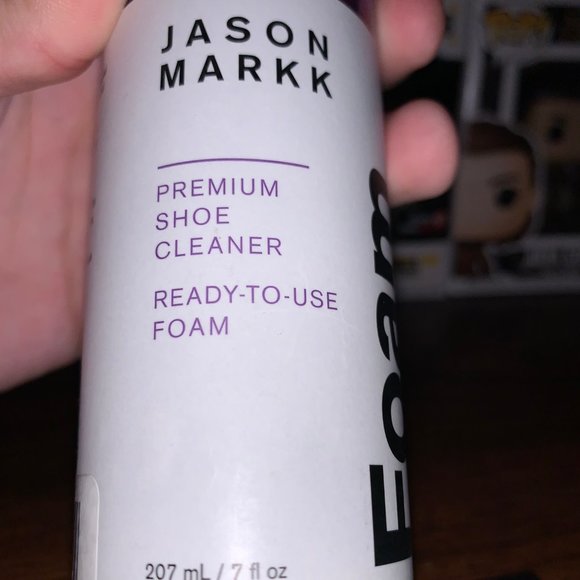 JASON
MARKK
PREMIUM
SHOE
CLEANER
READY-TO-USE
FOAM
207 mL / 7 fl oz
Foam